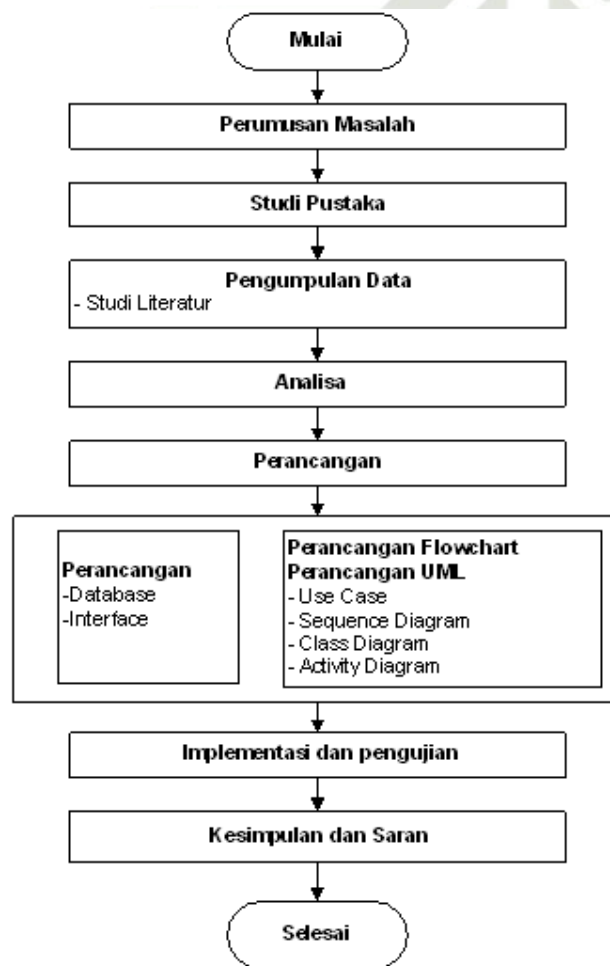 Mulai
Perumusan Masalah
Studi Pustaka
Pengumpulan Data
- Studi Literatur
Analisa
Perancangan
Perancangan
-Database
-Interface
Perancangan Flowchart
Perancangan UML
- Use Case
- Sequence Diagram
- Class Diagram
- Activity Diagram
Implementasi dan pengujian
Kesimpulan dan Saran
Selesai